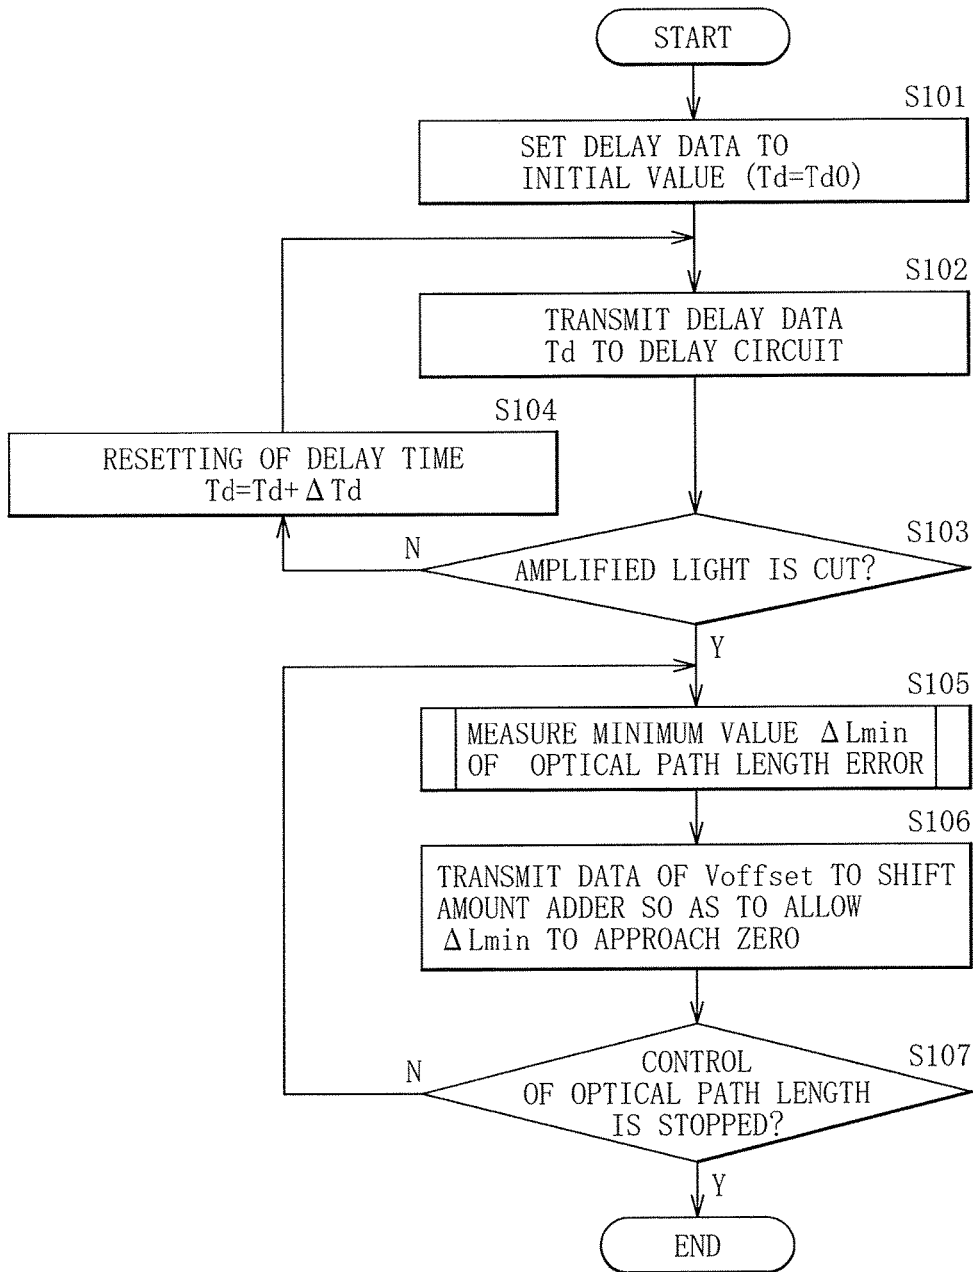 START
S101
SET DELAY DATA TO
INITIAL VALUE (Td=Td0)
S102
TRANSMIT DELAY DATA
Td TO DELAY CIRCUIT
S104
RESETTING OF DELAY TIME
Td=Td+ΔTd
S103
N
AMPLIFIED LIGHT IS CUT?
Y
S105
MEASURE MINIMUM VALUE ΔLmin
OF OPTICAL PATH LENGTH ERROR
S106
TRANSMIT DATA OF Voffset TO SHIFT
AMOUNT ADDER SO AS TO ALLOW
ΔLmin TO APPROACH ZERO
S107
N
CONTROL
OF OPTICAL PATH LENGTH
IS STOPPED?
Y
END